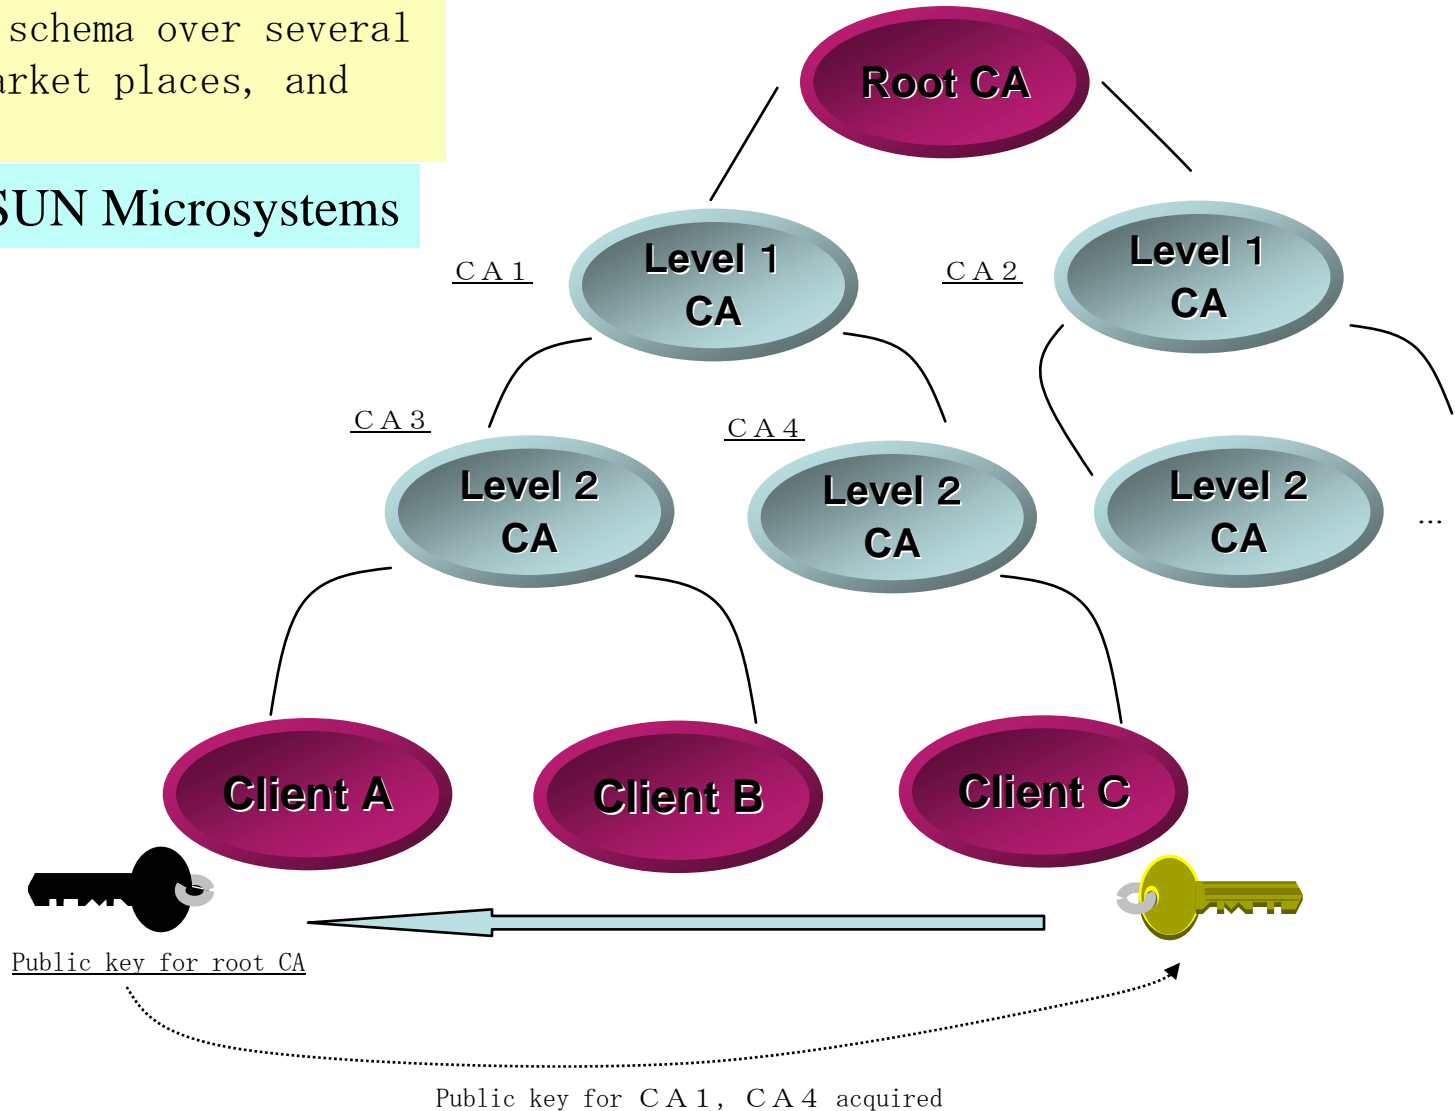 schema over several
arket places, and
SUN Microsystems
Root CA
CA1
Level 1
CA
CA2
Level 1
CA
CA3
Level 2
CA
CA4
Level 2
CA
Level 2
CA
...
Client A
Client B
Client C
Public key for root CA
Public key for CA1, CA4 acquired